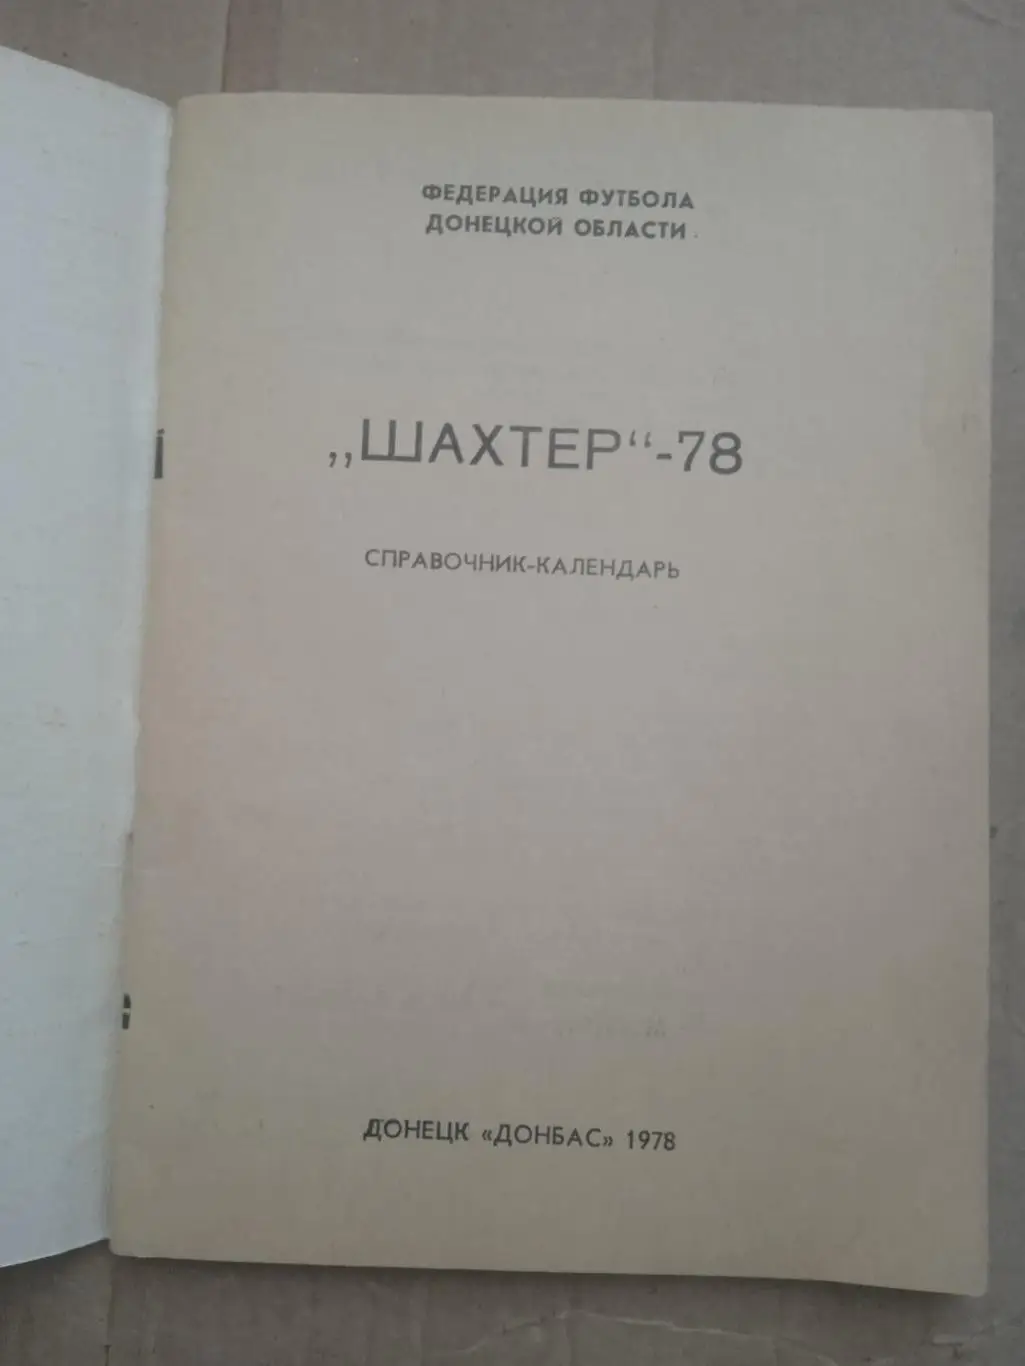 ФЕДЕРАЦИЯ ФУТБОЛА
ДОНЕЦКОЙ ОБЛАСТИ
„ШАХТЕР“-78
СПРАВОЧНИК-КАЛЕНДАРЬ
ДОНЕЦК «ДОНБАС» 1978